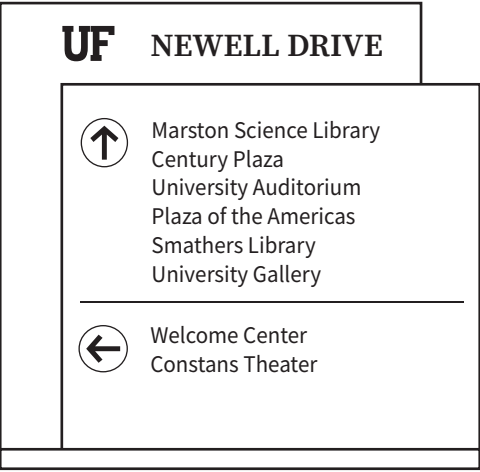 UF NEWELL DRIVE
Marston Science Library
Century Plaza
University Auditorium
Plaza of the Americas
Smathers Library
University Gallery
Welcome Center
Constans Theater